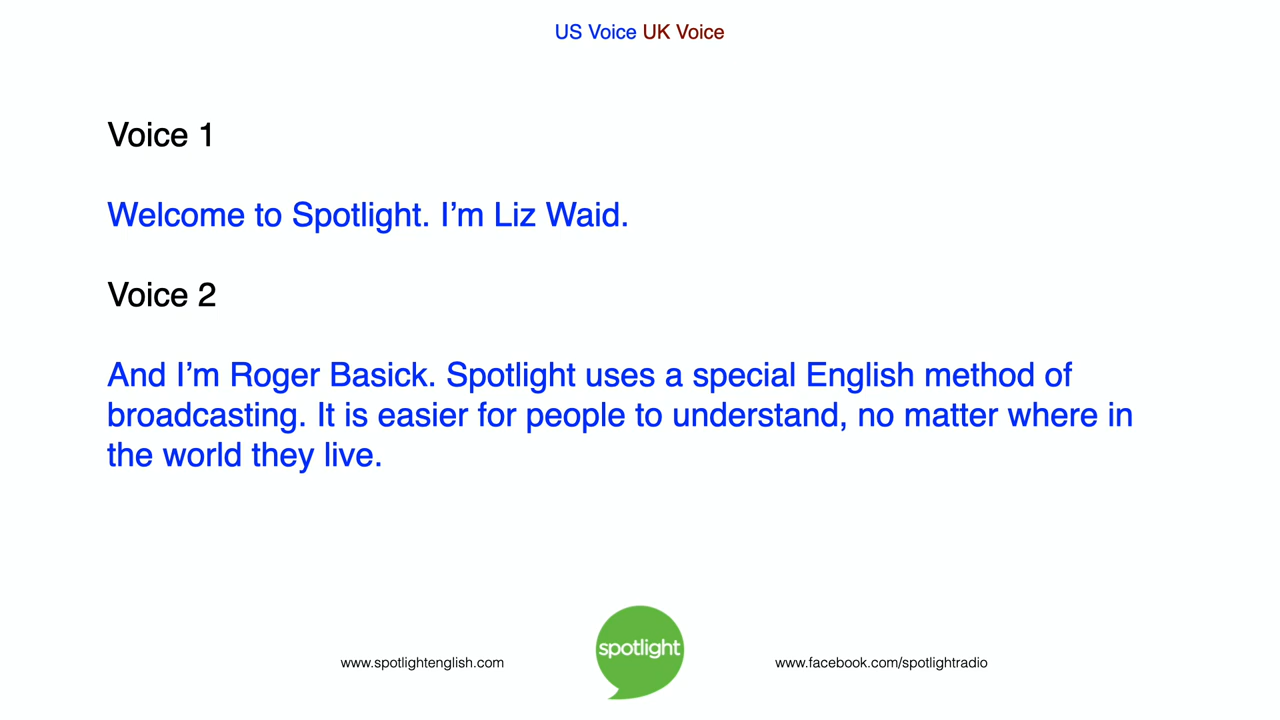 US Voice UK Voice
Voice 1
Welcome to Spotlight. I’m Liz Waid.
Voice 2
And I’m Roger Basick. Spotlight uses a special English method of
broadcasting. It is easier for people to understand, no matter where in
the world they live.
www.spotlightenglish.com
spotlight
www.facebook.com/spotlightradio